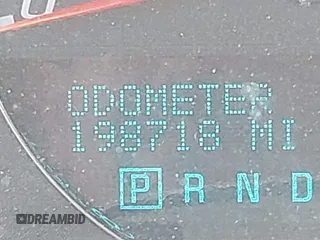 ODOMETER
198718 MI
P R N D
DREAMBID